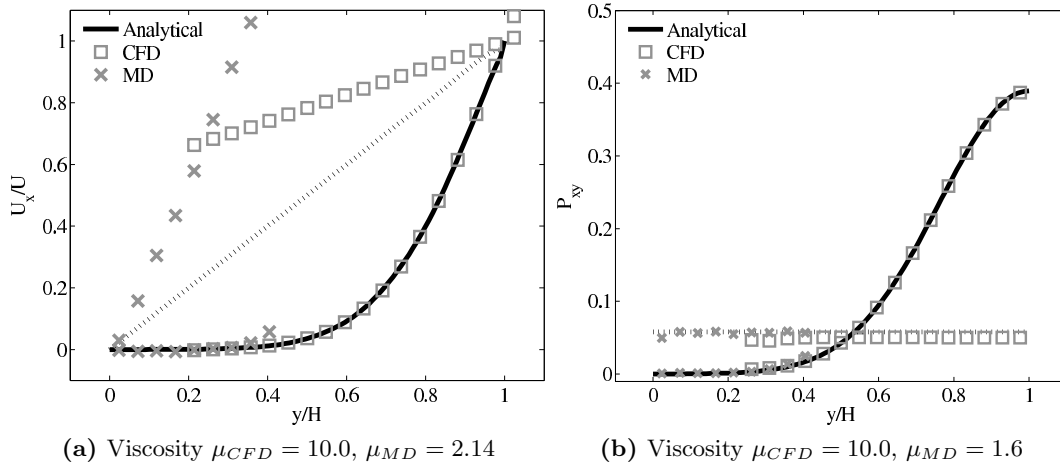 Analytical
CFD
MD
1
0.8
0.6
0.4
0.2
0
U_x/U
0 0.2 0.4 0.6 0.8 1
y/H
(a) Viscosity μ_CFD = 10.0, μ_MD = 2.14
Analytical
CFD
MD
0.5
0.4
0.3
0.2
0.1
0
P_xy
0 0.2 0.4 0.6 0.8 1
y/H
(b) Viscosity μ_CFD = 10.0, μ_MD = 1.6